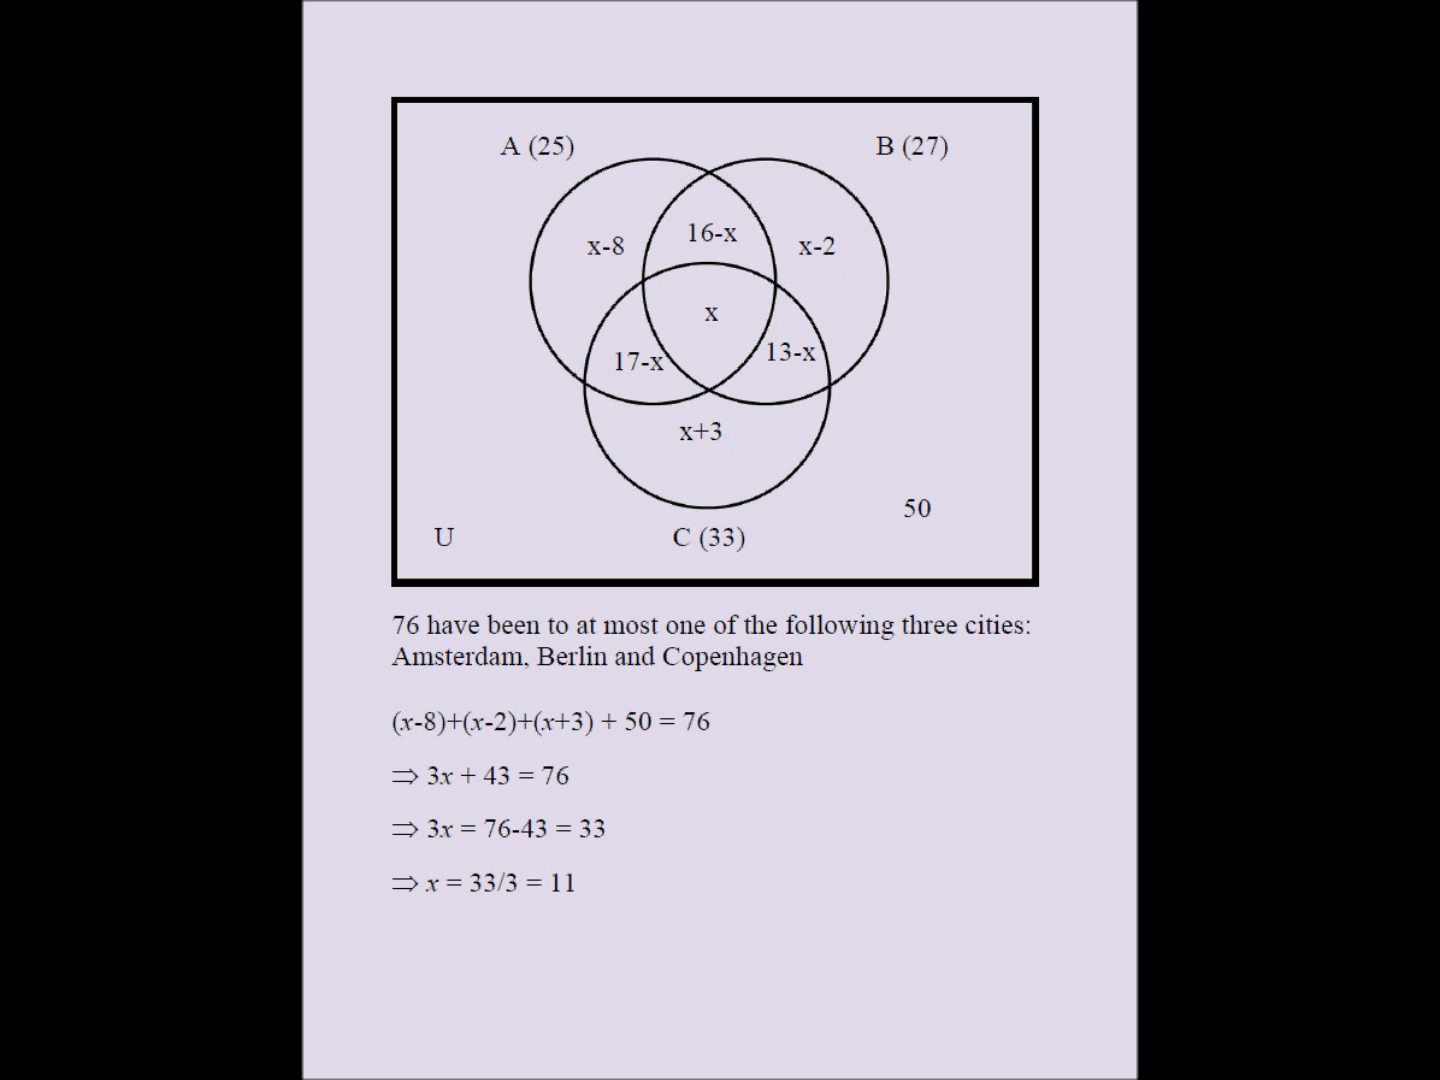 A (25)
B (27)
x-8
16-x
x-2
x
17-x
13-x
x+3
50
U
C (33)
76 have been to at most one of the following three cities:
Amsterdam, Berlin and Copenhagen
(x-8)+(x-2)+(x+3) + 50 = 76
⇒ 3x + 43 = 76
⇒ 3x = 76-43 = 33
⇒ x = 33/3 = 11